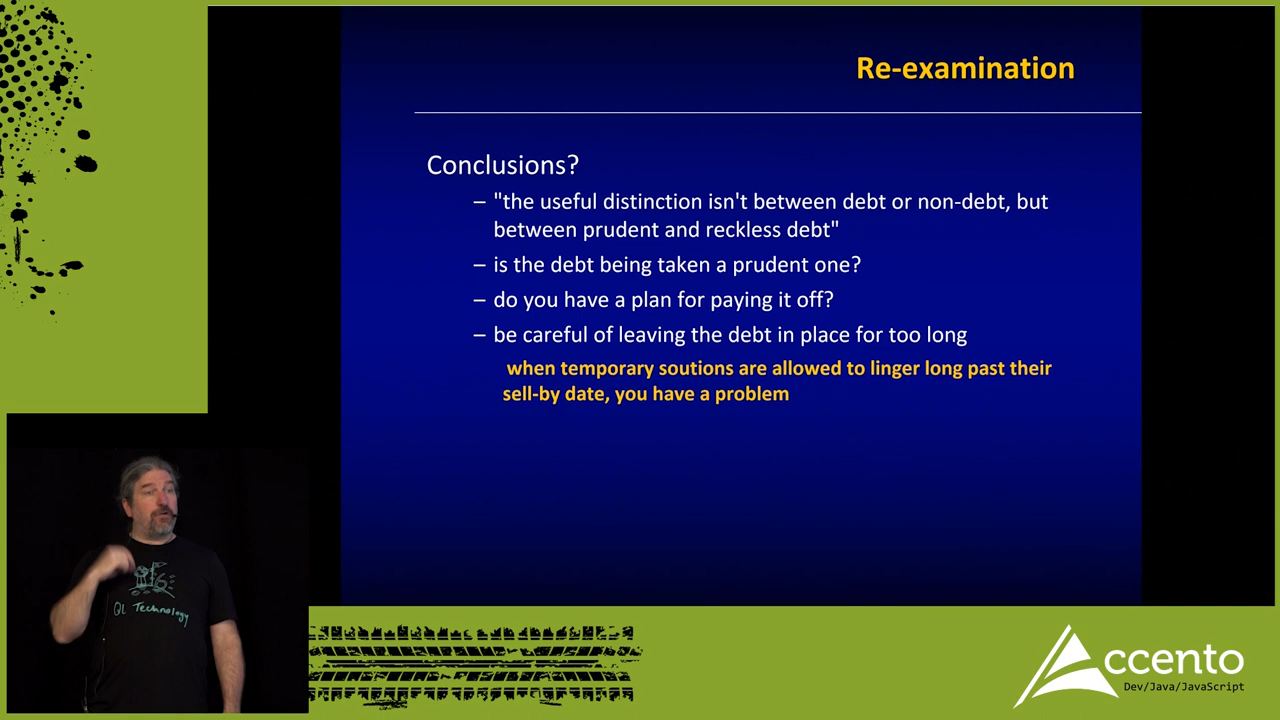 Re-examination
Conclusions?
– "the useful distinction isn't between debt or non-debt, but
between prudent and reckless debt"
– is the debt being taken a prudent one?
– do you have a plan for paying it off?
– be careful of leaving the debt in place for too long
when temporary soutions are allowed to linger long past their
sell-by date, you have a problem
QL Technology
Accento
Dev/Java/JavaScript